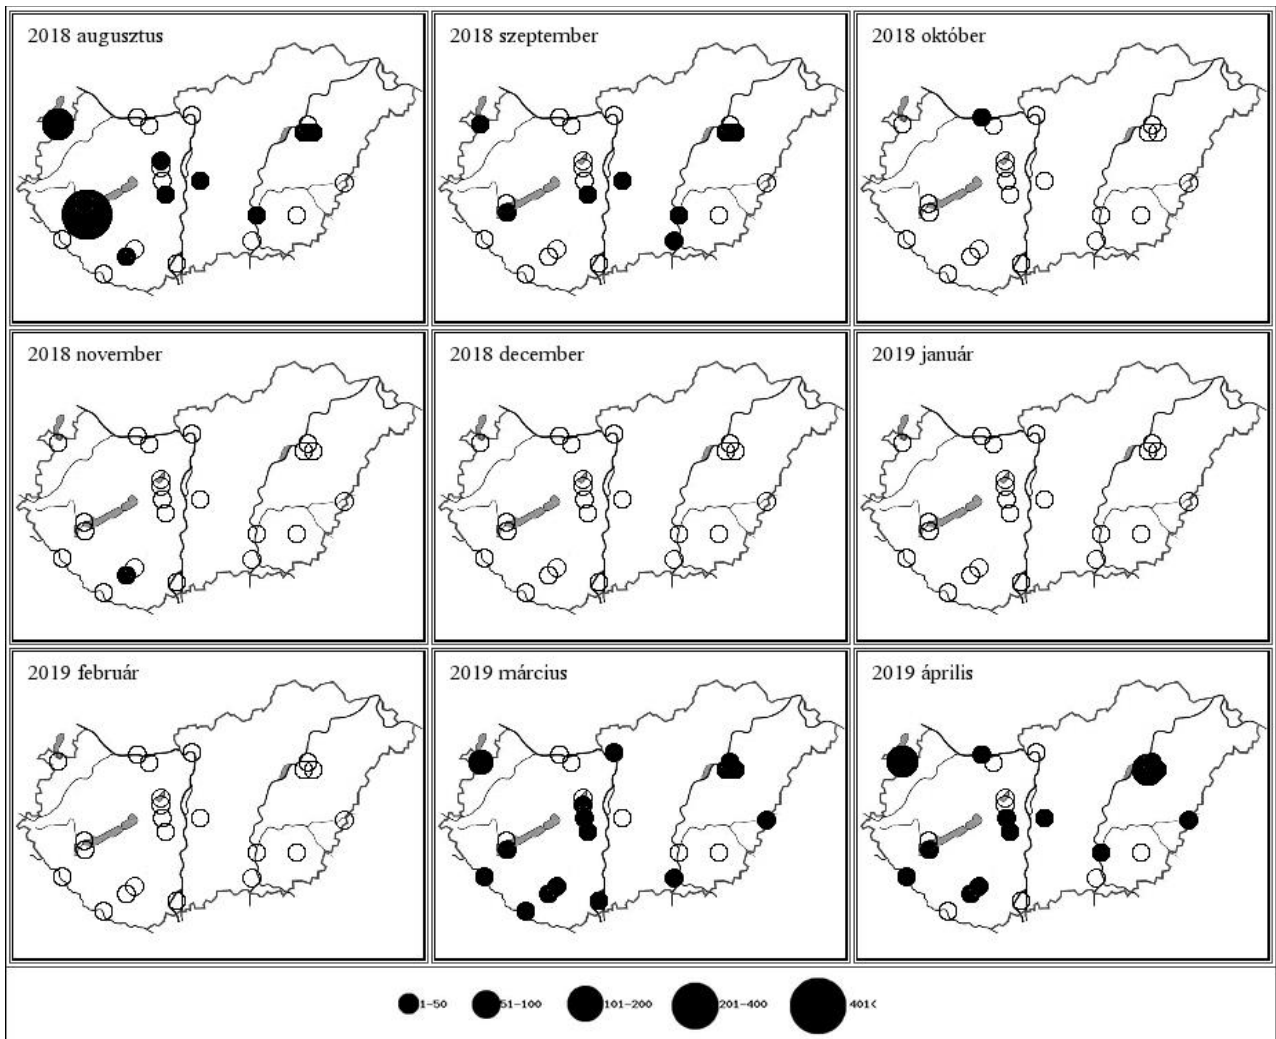 2018 augusztus
2018 szeptember
2018 október
2018 november
2018 december
2019 január
2019 február
2019 március
2019 április
1-50 51-100 101-200 201-400 401<